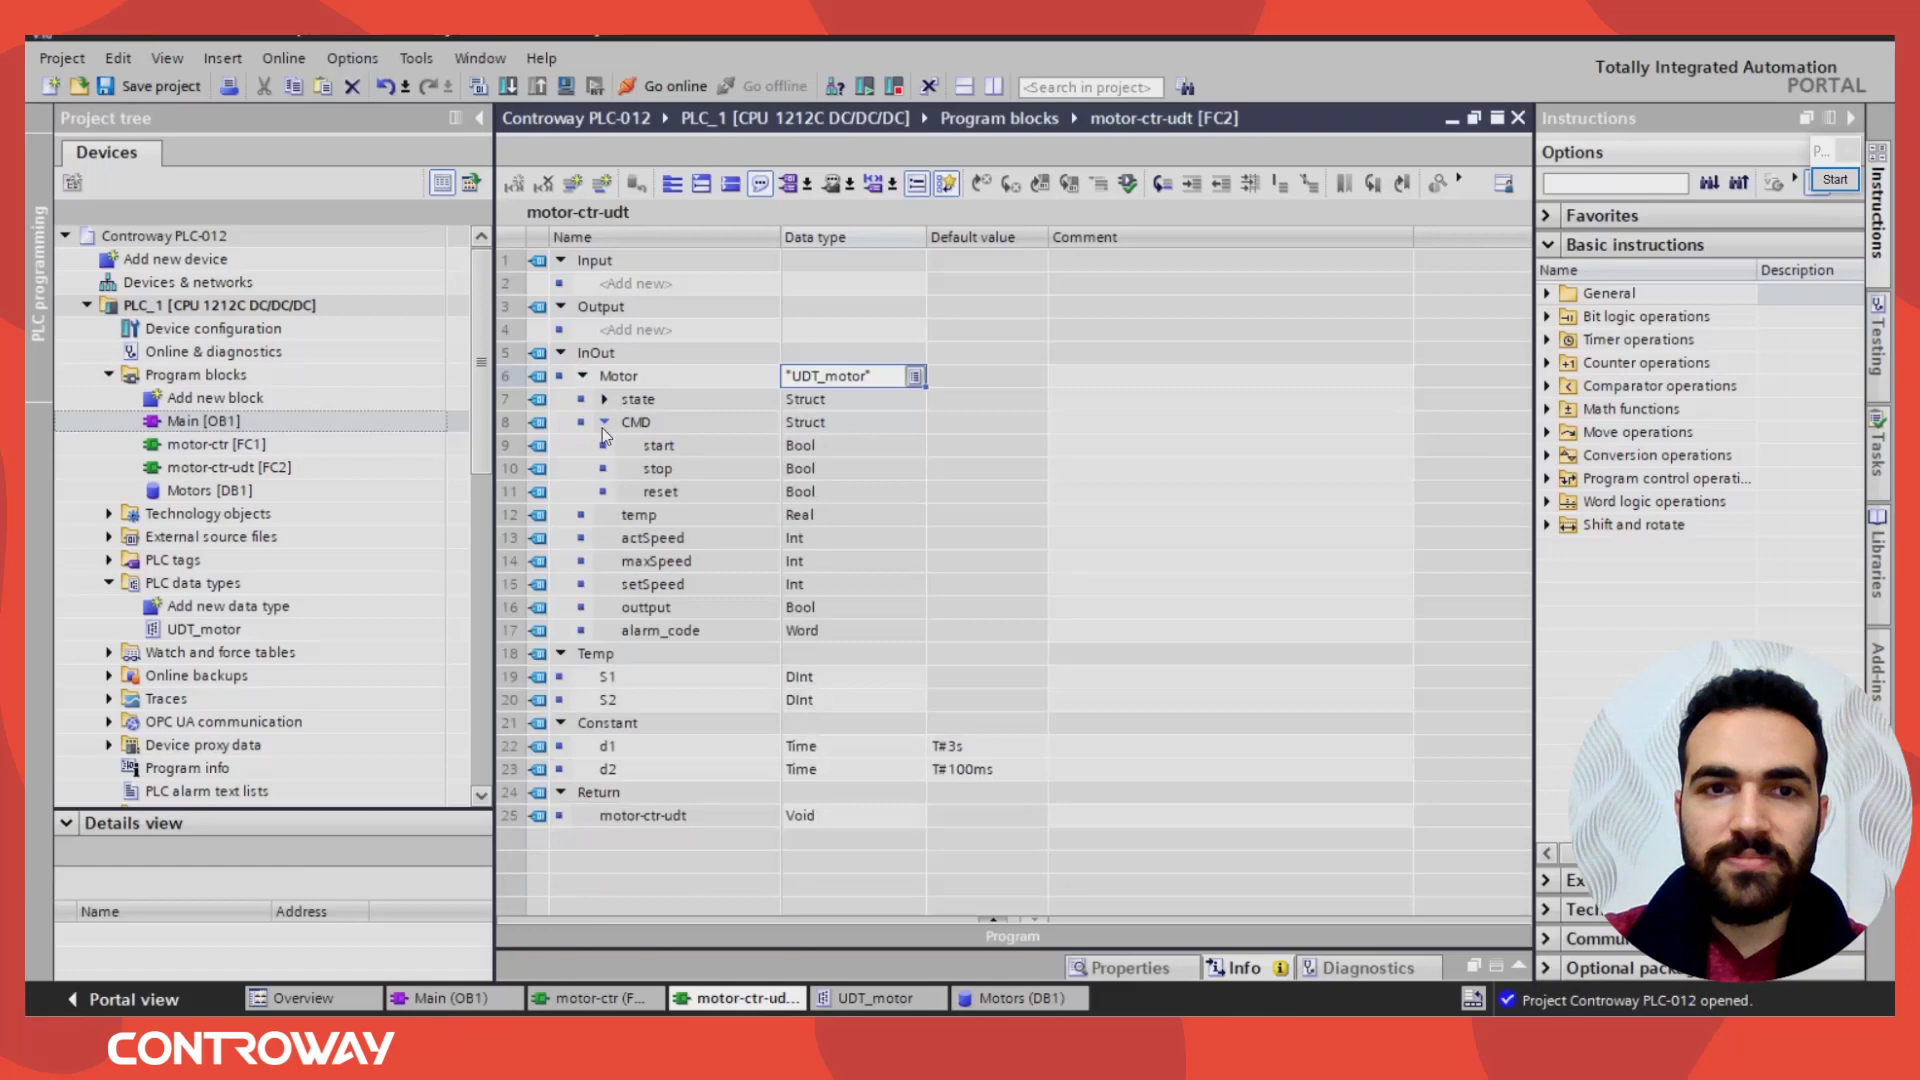 Project Edit View Insert Online Options Tools Window Help
Totally Integrated Automation
PORTAL
Save project
Go online
Go offline
<Search in project>
Project tree
Controway PLC-012 PLC_1 [CPU 1212C DC/DC/DC] Program blocks motor-ctr-udt [FC2]
Instructions
Devices
Options
P...
Start
PLC programming
motor-ctr-udt
Favorites
Basic instructions
Name Description
General
Bit logic operations
Timer operations
Counter operations
Comparator operations
Math functions
Move operations
Conversion operations
Program control operati...
Word logic operations
Shift and rotate
Instructions
Testing
Tasks
Libraries
Add-ins
Controway PLC-012
Add new device
Devices & networks
PLC_1 [CPU 1212C DC/DC/DC]
Device configuration
Online & diagnostics
Program blocks
Add new block
Main [OB1]
motor-ctr [FC1]
motor-ctr-udt [FC2]
Motors [DB1]
Technology objects
External source files
PLC tags
PLC data types
Add new data type
UDT_motor
Watch and force tables
Online backups
Traces
OPC UA communication
Device proxy data
Program info
PLC alarm text lists
Name Data type Default value Comment
1 Input
2 <Add new>
3 Output
4 <Add new>
5 InOut
6 Motor "UDT_motor"
7 state Struct
8 CMD Struct
9 start Bool
10 stop Bool
11 reset Bool
12 temp Real
13 actSpeed Int
14 maxSpeed Int
15 setSpeed Int
16 outtput Bool
17 alarm_code Word
18 Temp
19 S1 DInt
20 S2 DInt
21 Constant
22 d1 Time T#3s
23 d2 Time T#100ms
24 Return
25 motor-ctr-udt Void
Details view
Name Address
Program
Properties Info Diagnostics
Optional
Portal view Overview Main (OB1) motor-ctr (F... motor-ctr-ud... UDT_motor Motors (DB1)
Project Controway PLC-012 opened.
CONTROWAY